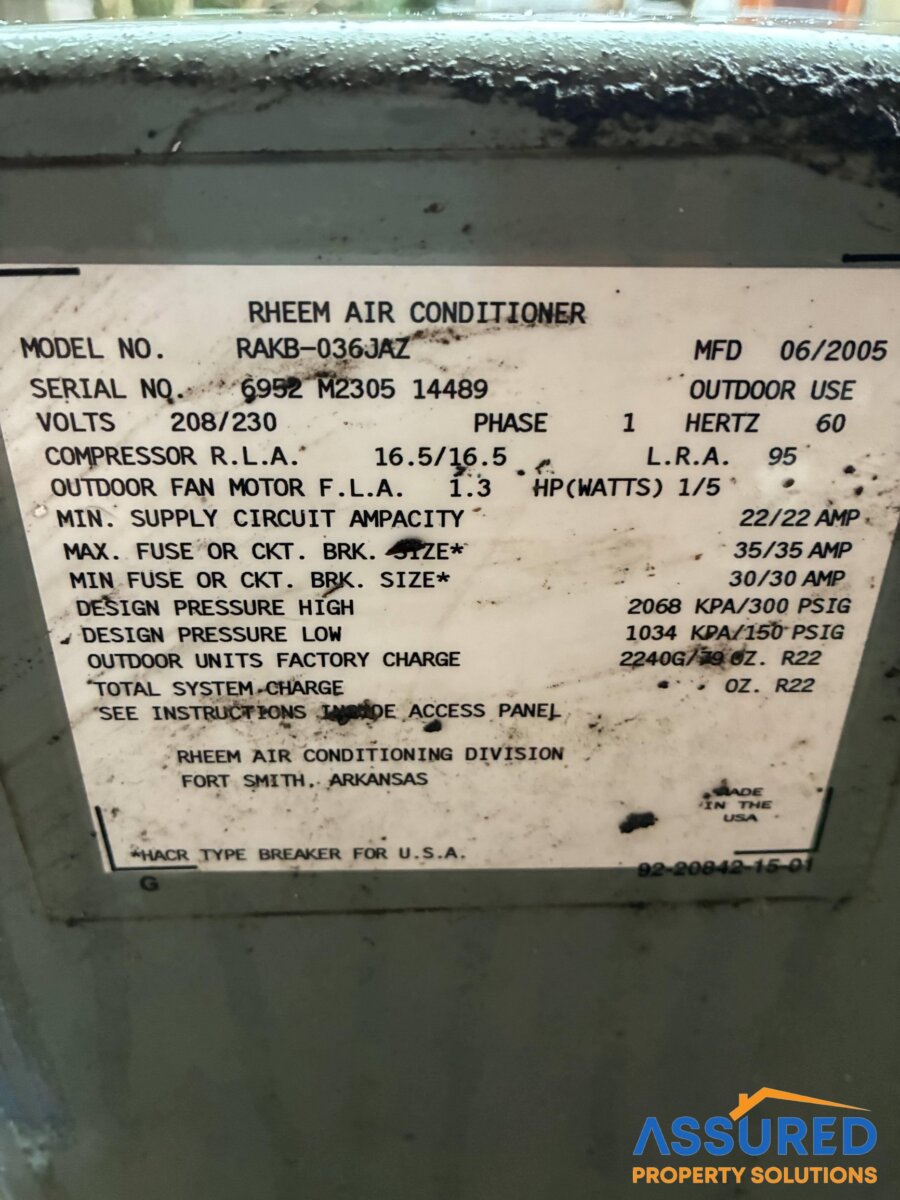 RHEEM AIR CONDITIONER
MODEL NO. RAKB-036JAZ MFD 06/2005
SERIAL NO. 6952 M2305 14489 OUTDOOR USE
VOLTS 208/230 PHASE 1 HERTZ 60
COMPRESSOR R.L.A. 16.5/16.5 L.R.A. 95
OUTDOOR FAN MOTOR F.L.A. 1.3 HP(WATTS) 1/5
MIN. SUPPLY CIRCUIT AMPACITY 22/22 AMP
MAX. FUSE OR CKT. BRK. SIZE* 35/35 AMP
MIN FUSE OR CKT. BRK. SIZE* 30/30 AMP
DESIGN PRESSURE HIGH 2068 KPA/300 PSIG
DESIGN PRESSURE LOW 1034 KPA/150 PSIG
OUTDOOR UNITS FACTORY CHARGE 2240G/79 OZ. R22
TOTAL SYSTEM CHARGE OZ. R22
SEE INSTRUCTIONS INSIDE ACCESS PANEL
RHEEM AIR CONDITIONING DIVISION
FORT SMITH, ARKANSAS
MADE
IN THE
USA
*HACR TYPE BREAKER FOR U.S.A.
92-20842-15-01
G
ASSURED
PROPERTY SOLUTIONS